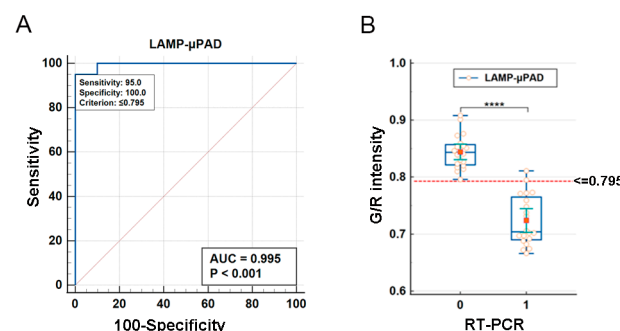 A
LAMP-μPAD
Sensitivity
100
80
60
40
20
0
Sensitivity: 95.0
Specificity: 100.0
Criterion: ≤0.795
AUC = 0.995
P < 0.001
0
20
40
60
80
100
100-Specificity
B
G/R intensity
1.0
0.9
0.8
0.7
0.6
LAMP-μPAD
****
<=0.795
0
1
RT-PCR